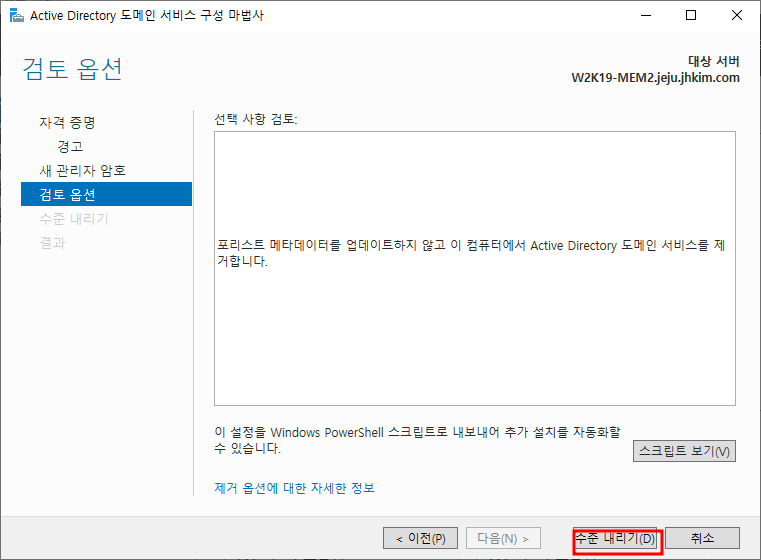 Active Directory 도메인 서비스 구성 마법사
검토 옵션
대상 서버
W2K19-MEM2.jeju.jhkim.com
자격 증명
경고
새 관리자 암호
검토 옵션
수준 내리기
결과
선택 사항 검토:
포리스트 메타데이터를 업데이트하지 않고 이 컴퓨터에서 Active Directory 도메인 서비스를 제
거합니다.
이 설정을 Windows PowerShell 스크립트로 내보내어 추가 설치를 자동화할
수 있습니다.
스크립트 보기(V)
제거 옵션에 대한 자세한 정보
< 이전(P)
다음(N) >
수준 내리기(D)
취소